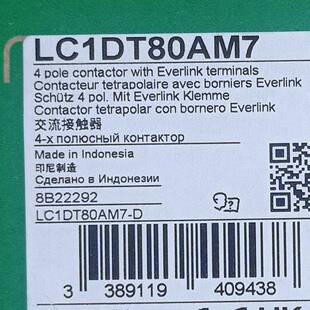 LC1DT80AM7
4 pole contactor with Everlink terminals
Contacteur tetrapolaire avec borniers Everlink
Schütz 4 pol. Mit Everlink Klemme
Contactor tetrapolar con bornero Everlink
交流接触器
4-х полюсный контактор
Made in Indonesia
印尼制造
Сделано в Индонезии
8B22292
LC1DT80AM7-D
3 389119 409438